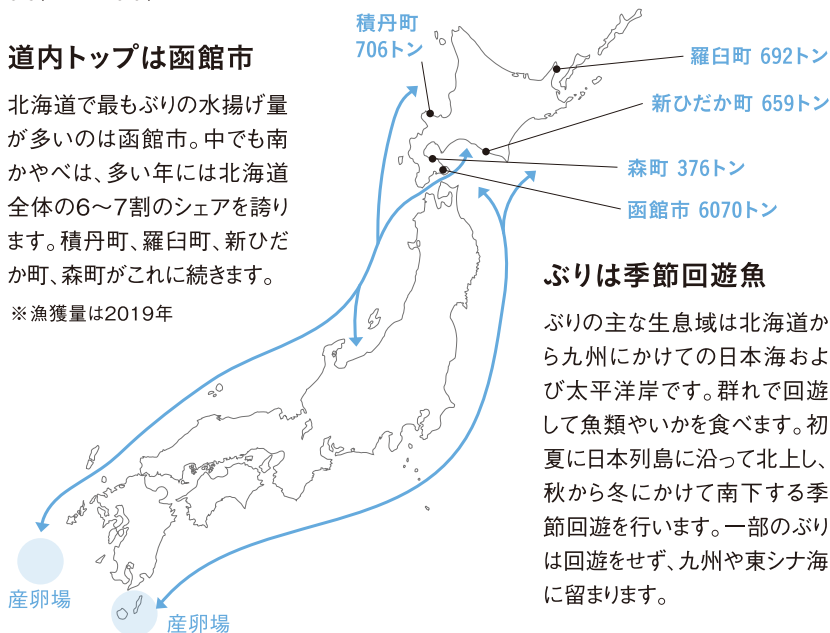 道内トップは函館市
北海道で最もぶりの水揚げ量
が多いのは函館市。中でも南
かやべは、多い年には北海道
全体の6〜7割のシェアを誇り
ます。積丹町、羅臼町、新ひだ
か町、森町がこれに続きます。
※漁獲量は2019年
積丹町
706トン
羅臼町 692トン
新ひだか町 659トン
森町 376トン
函館市 6070トン
ぶりは季節回遊魚
ぶりの主な生息域は北海道か
ら九州にかけての日本海およ
び太平洋岸です。群れで回遊
して魚類やいかを食べます。初
夏に日本列島に沿って北上し、
秋から冬にかけて南下する季
節回遊を行います。一部のぶり
は回遊をせず、九州や東シナ海
に留まります。
産卵場
産卵場